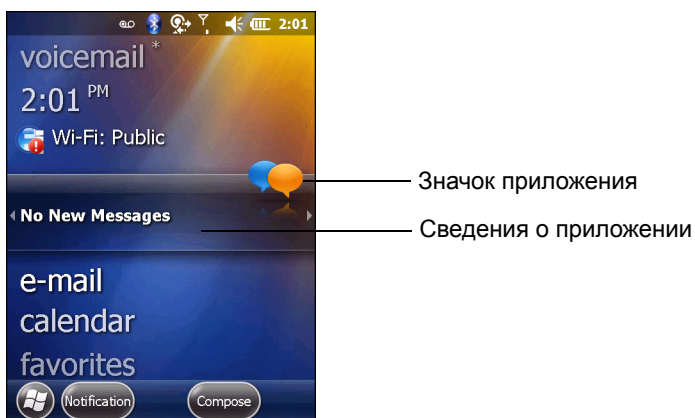 2:01
voicemail *
2:01 PM
Wi-Fi: Public
Значок приложения
No New Messages
Сведения о приложении
e-mail
calendar
favorites
Notification
Compose